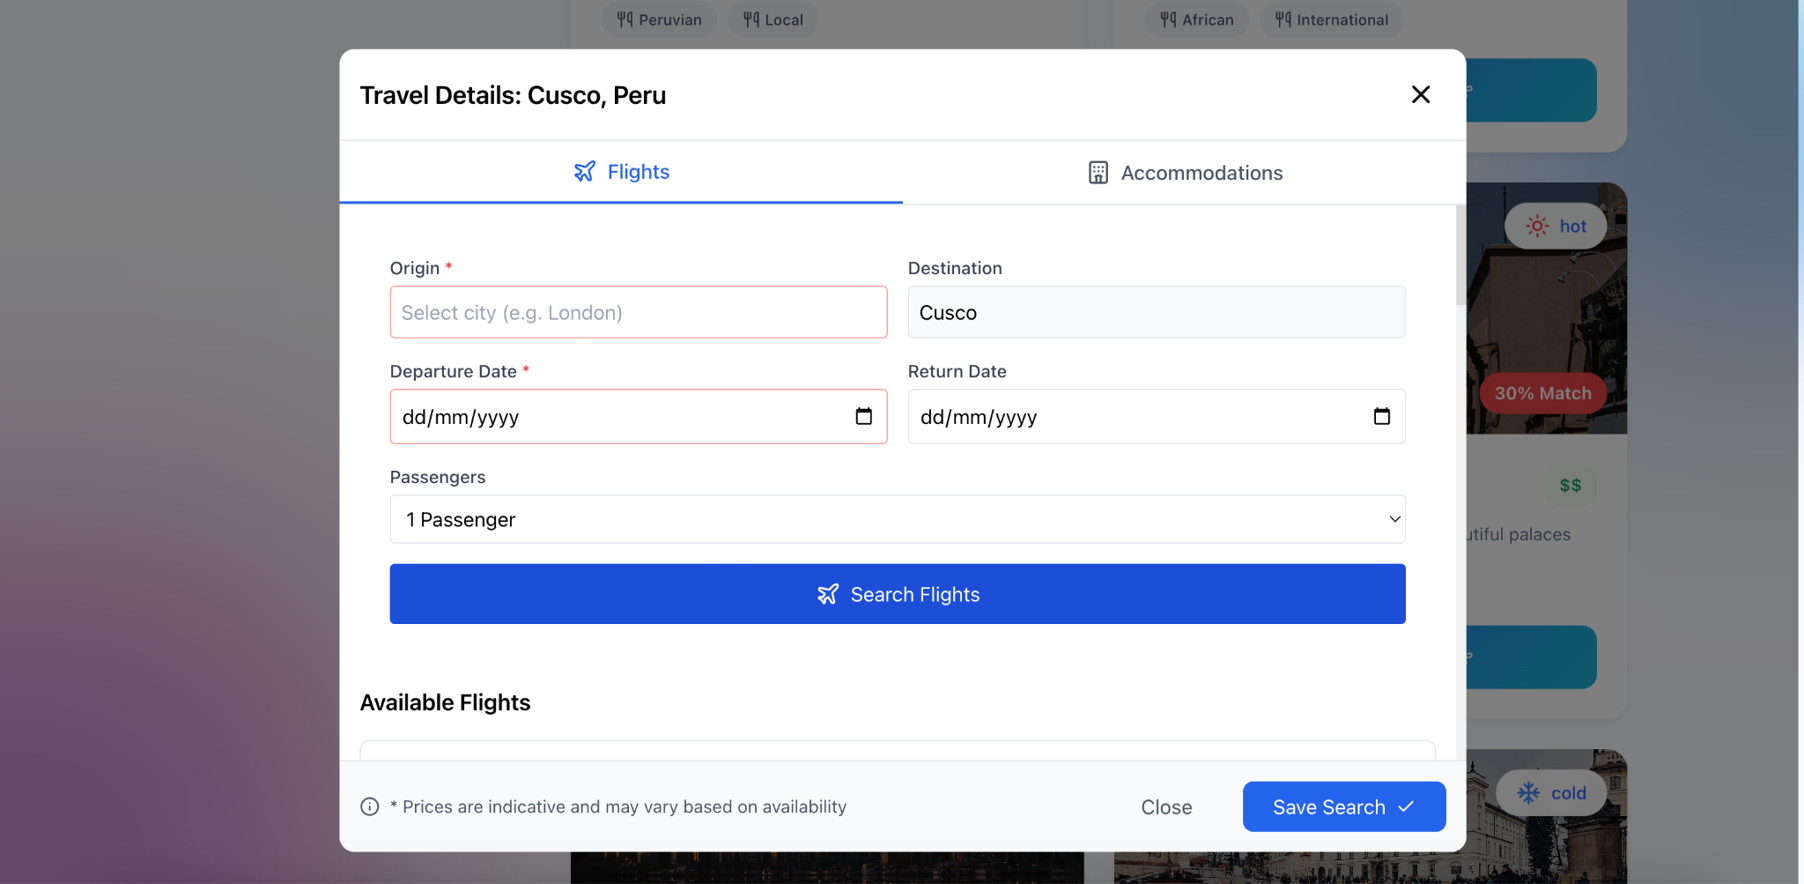 Peruvian
Local
African
International
Travel Details: Cusco, Peru
Flights
Accommodations
hot
Origin *
Destination
Select city (e.g. London)
Cusco
Departure Date *
Return Date
dd/mm/yyyy
dd/mm/yyyy
30% Match
Passengers
1 Passenger
$$
palaces
Search Flights
Available Flights
* Prices are indicative and may vary based on availability
Close
Save Search
cold